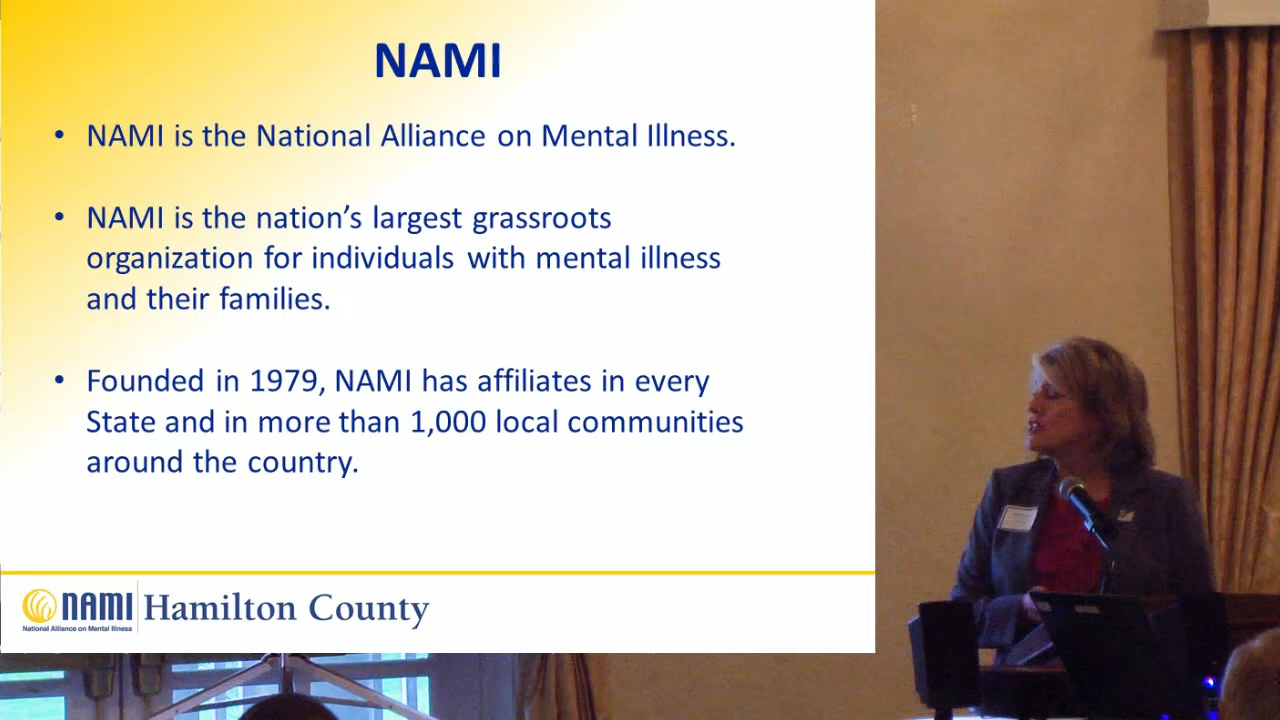 NAMI
• NAMI is the National Alliance on Mental Illness.
• NAMI is the nation's largest grassroots
organization for individuals with mental illness
and their families.
• Founded in 1979, NAMI has affiliates in every
State and in more than 1,000 local communities
around the country.
NAMI Hamilton County
National Alliance on Mental Illness